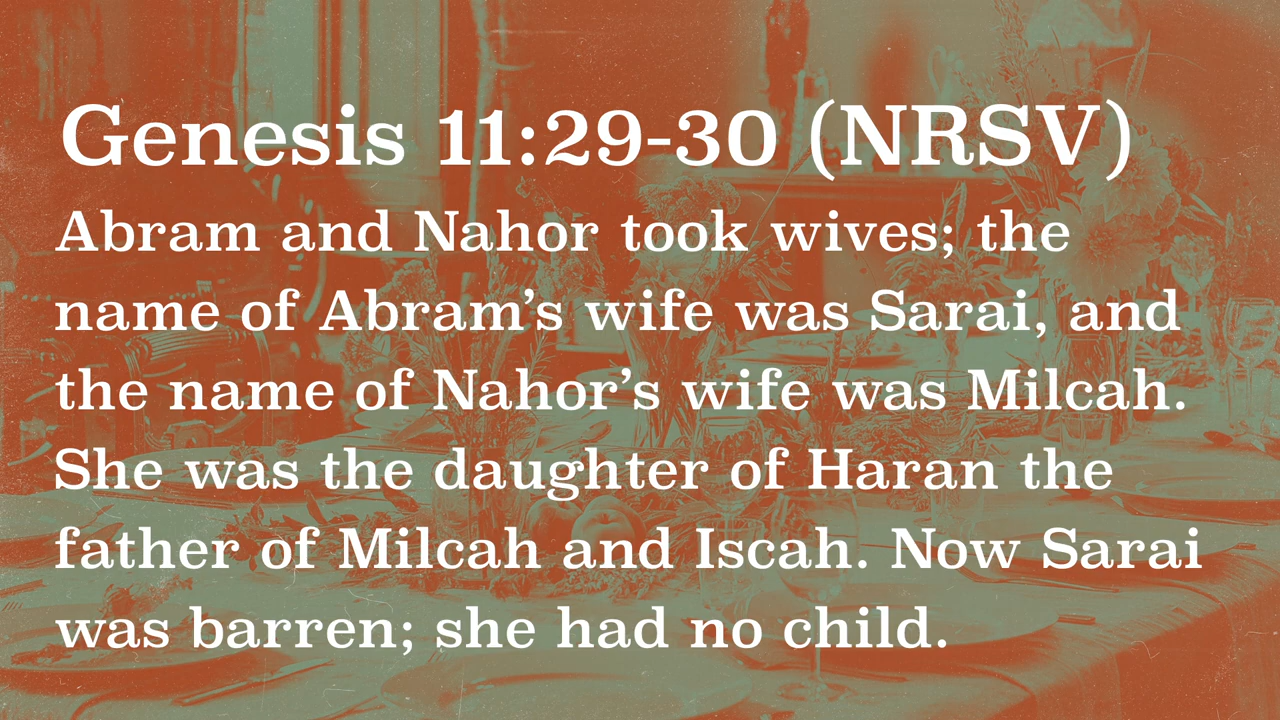 Genesis 11:29-30 (NRSV)
Abram and Nahor took wives; the
name of Abram’s wife was Sarai, and
the name of Nahor’s wife was Milcah.
She was the daughter of Haran the
father of Milcah and Iscah. Now Sarai
was barren; she had no child.